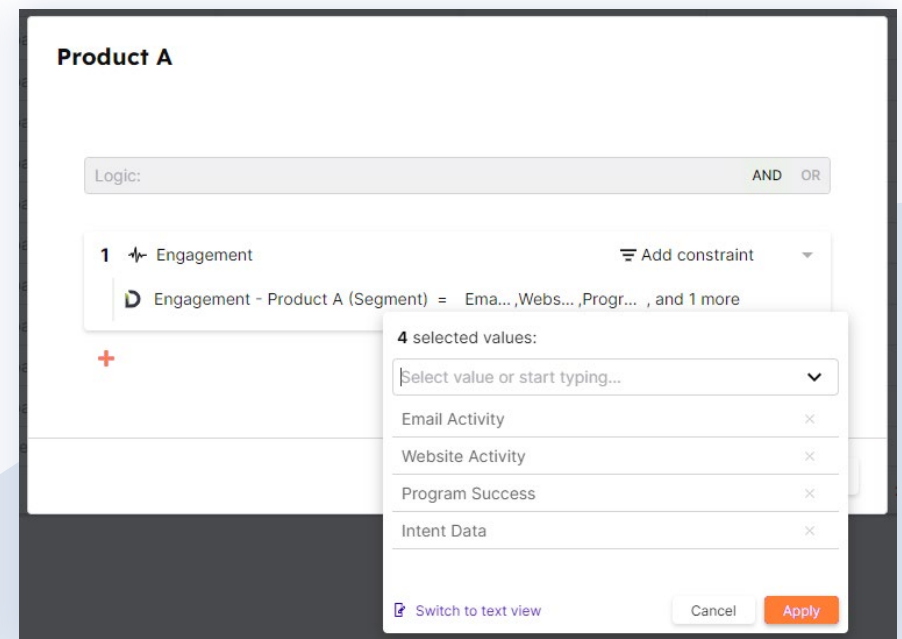 Product A
Logic: AND OR
1 Engagement Add constraint
Engagement - Product A (Segment) = Ema... ,Webs... ,Progr... , and 1 more
4 selected values:
Select value or start typing...
Email Activity
Website Activity
Program Success
Intent Data
Switch to text view Cancel Apply